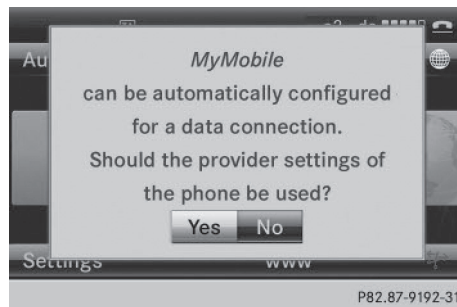 Au
MyMobile
can be automatically configured
for a data connection.
Should the provider settings of
the phone be used?
Yes No
Settings www
P82.87-9192-31